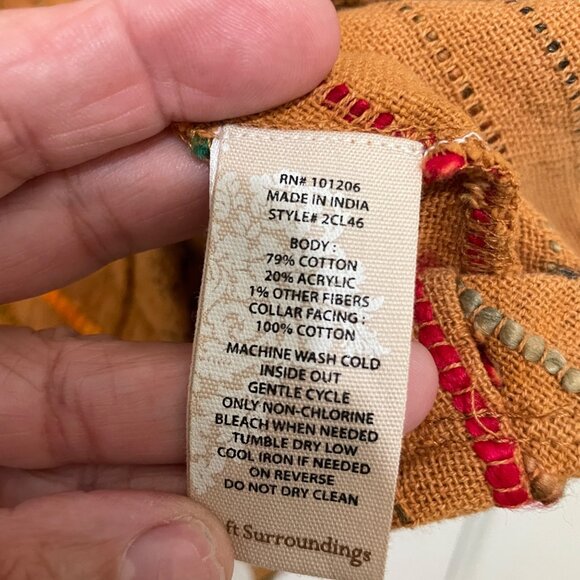 RN# 101206
MADE IN INDIA
STYLE# 2CL46
BODY :
79% COTTON
20% ACRYLIC
1% OTHER FIBERS
COLLAR FACING :
100% COTTON
MACHINE WASH COLD
INSIDE OUT
GENTLE CYCLE
ONLY NON-CHLORINE
BLEACH WHEN NEEDED
TUMBLE DRY LOW
COOL IRON IF NEEDED
ON REVERSE
DO NOT DRY CLEAN
ft Surroundings